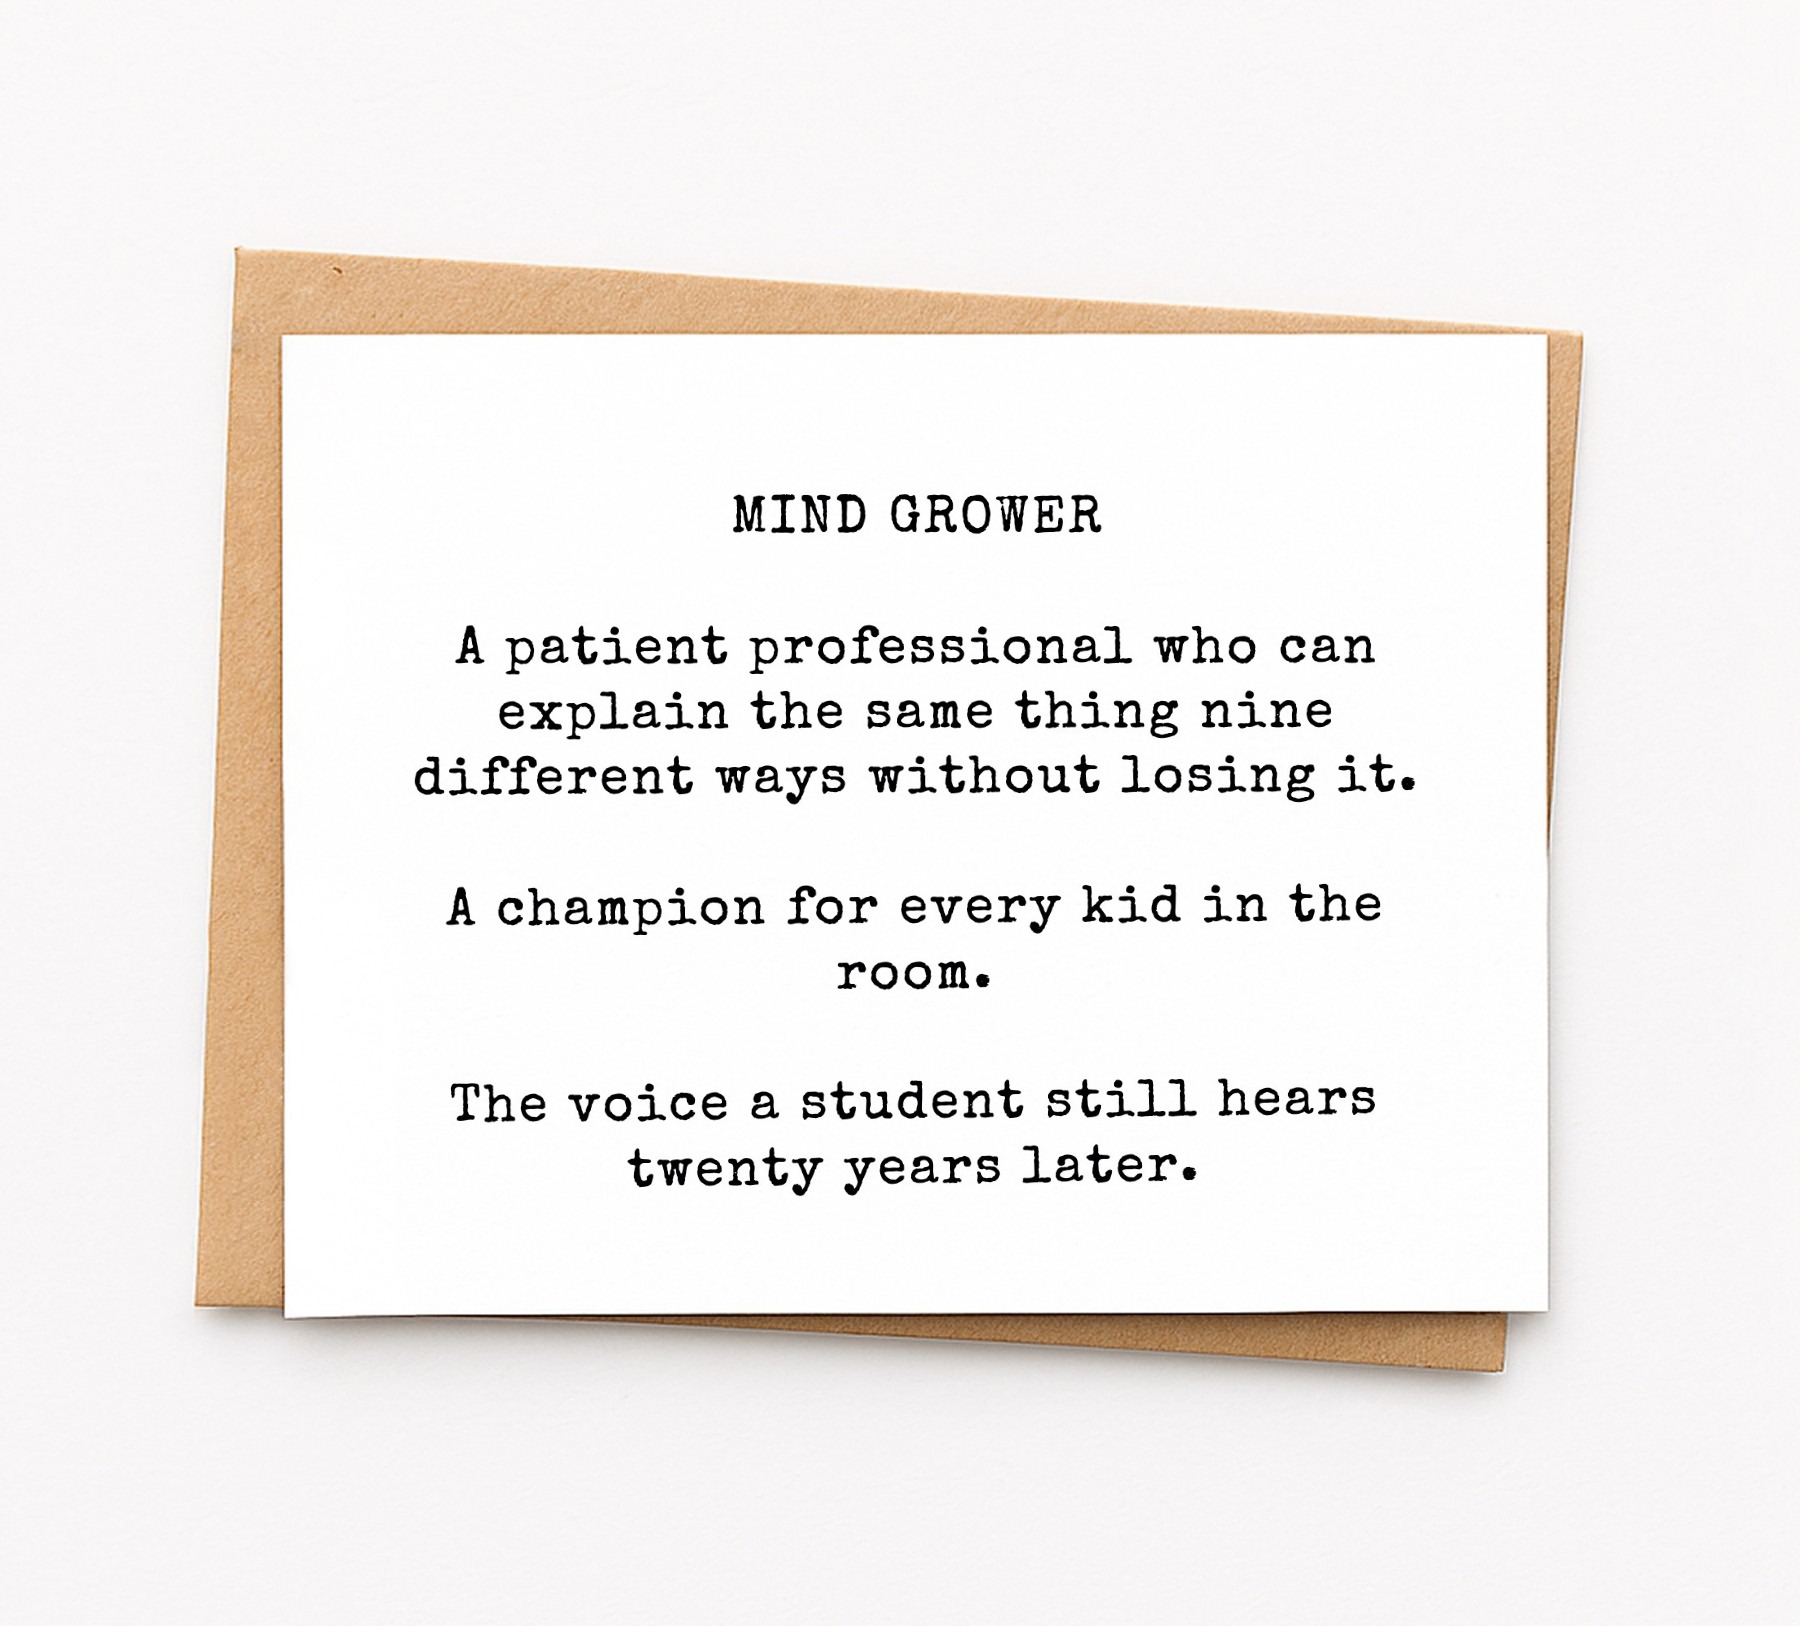 MIND GROWER
A patient professional who can
explain the same thing nine
different ways without losing it.
A champion for every kid in the
room.
The voice a student still hears
twenty years later.